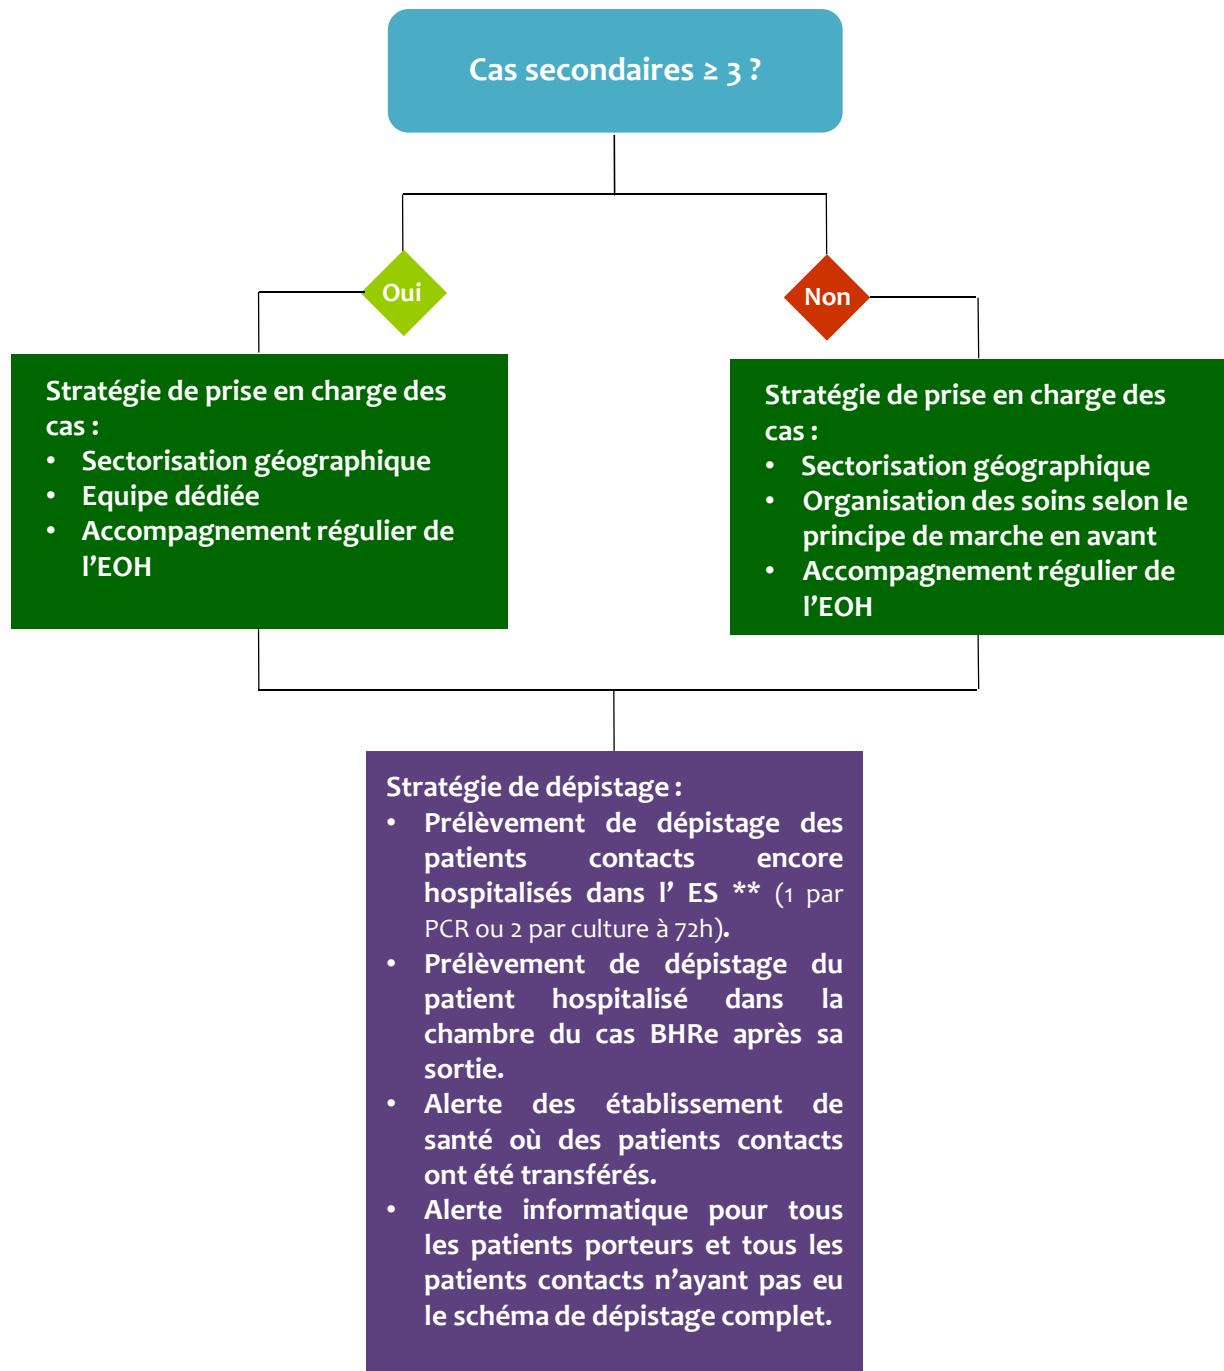 Cas secondaires ≥ 3 ?
Oui
Non
Stratégie de prise en charge des
cas :
• Sectorisation géographique
• Equipe dédiée
• Accompagnement régulier de
l’EOH
Stratégie de prise en charge des
cas :
• Sectorisation géographique
• Organisation des soins selon le
principe de marche en avant
• Accompagnement régulier de
l’EOH
Stratégie de dépistage :
• Prélèvement de dépistage des
patients contacts encore
hospitalisés dans l’ ES ** (1 par
PCR ou 2 par culture à 72h).
• Prélèvement de dépistage du
patient hospitalisé dans la
chambre du cas BHRe après sa
sortie.
• Alerte des établissement de
santé où des patients contacts
ont été transférés.
• Alerte informatique pour tous
les patients porteurs et tous les
patients contacts n’ayant pas eu
le schéma de dépistage complet.